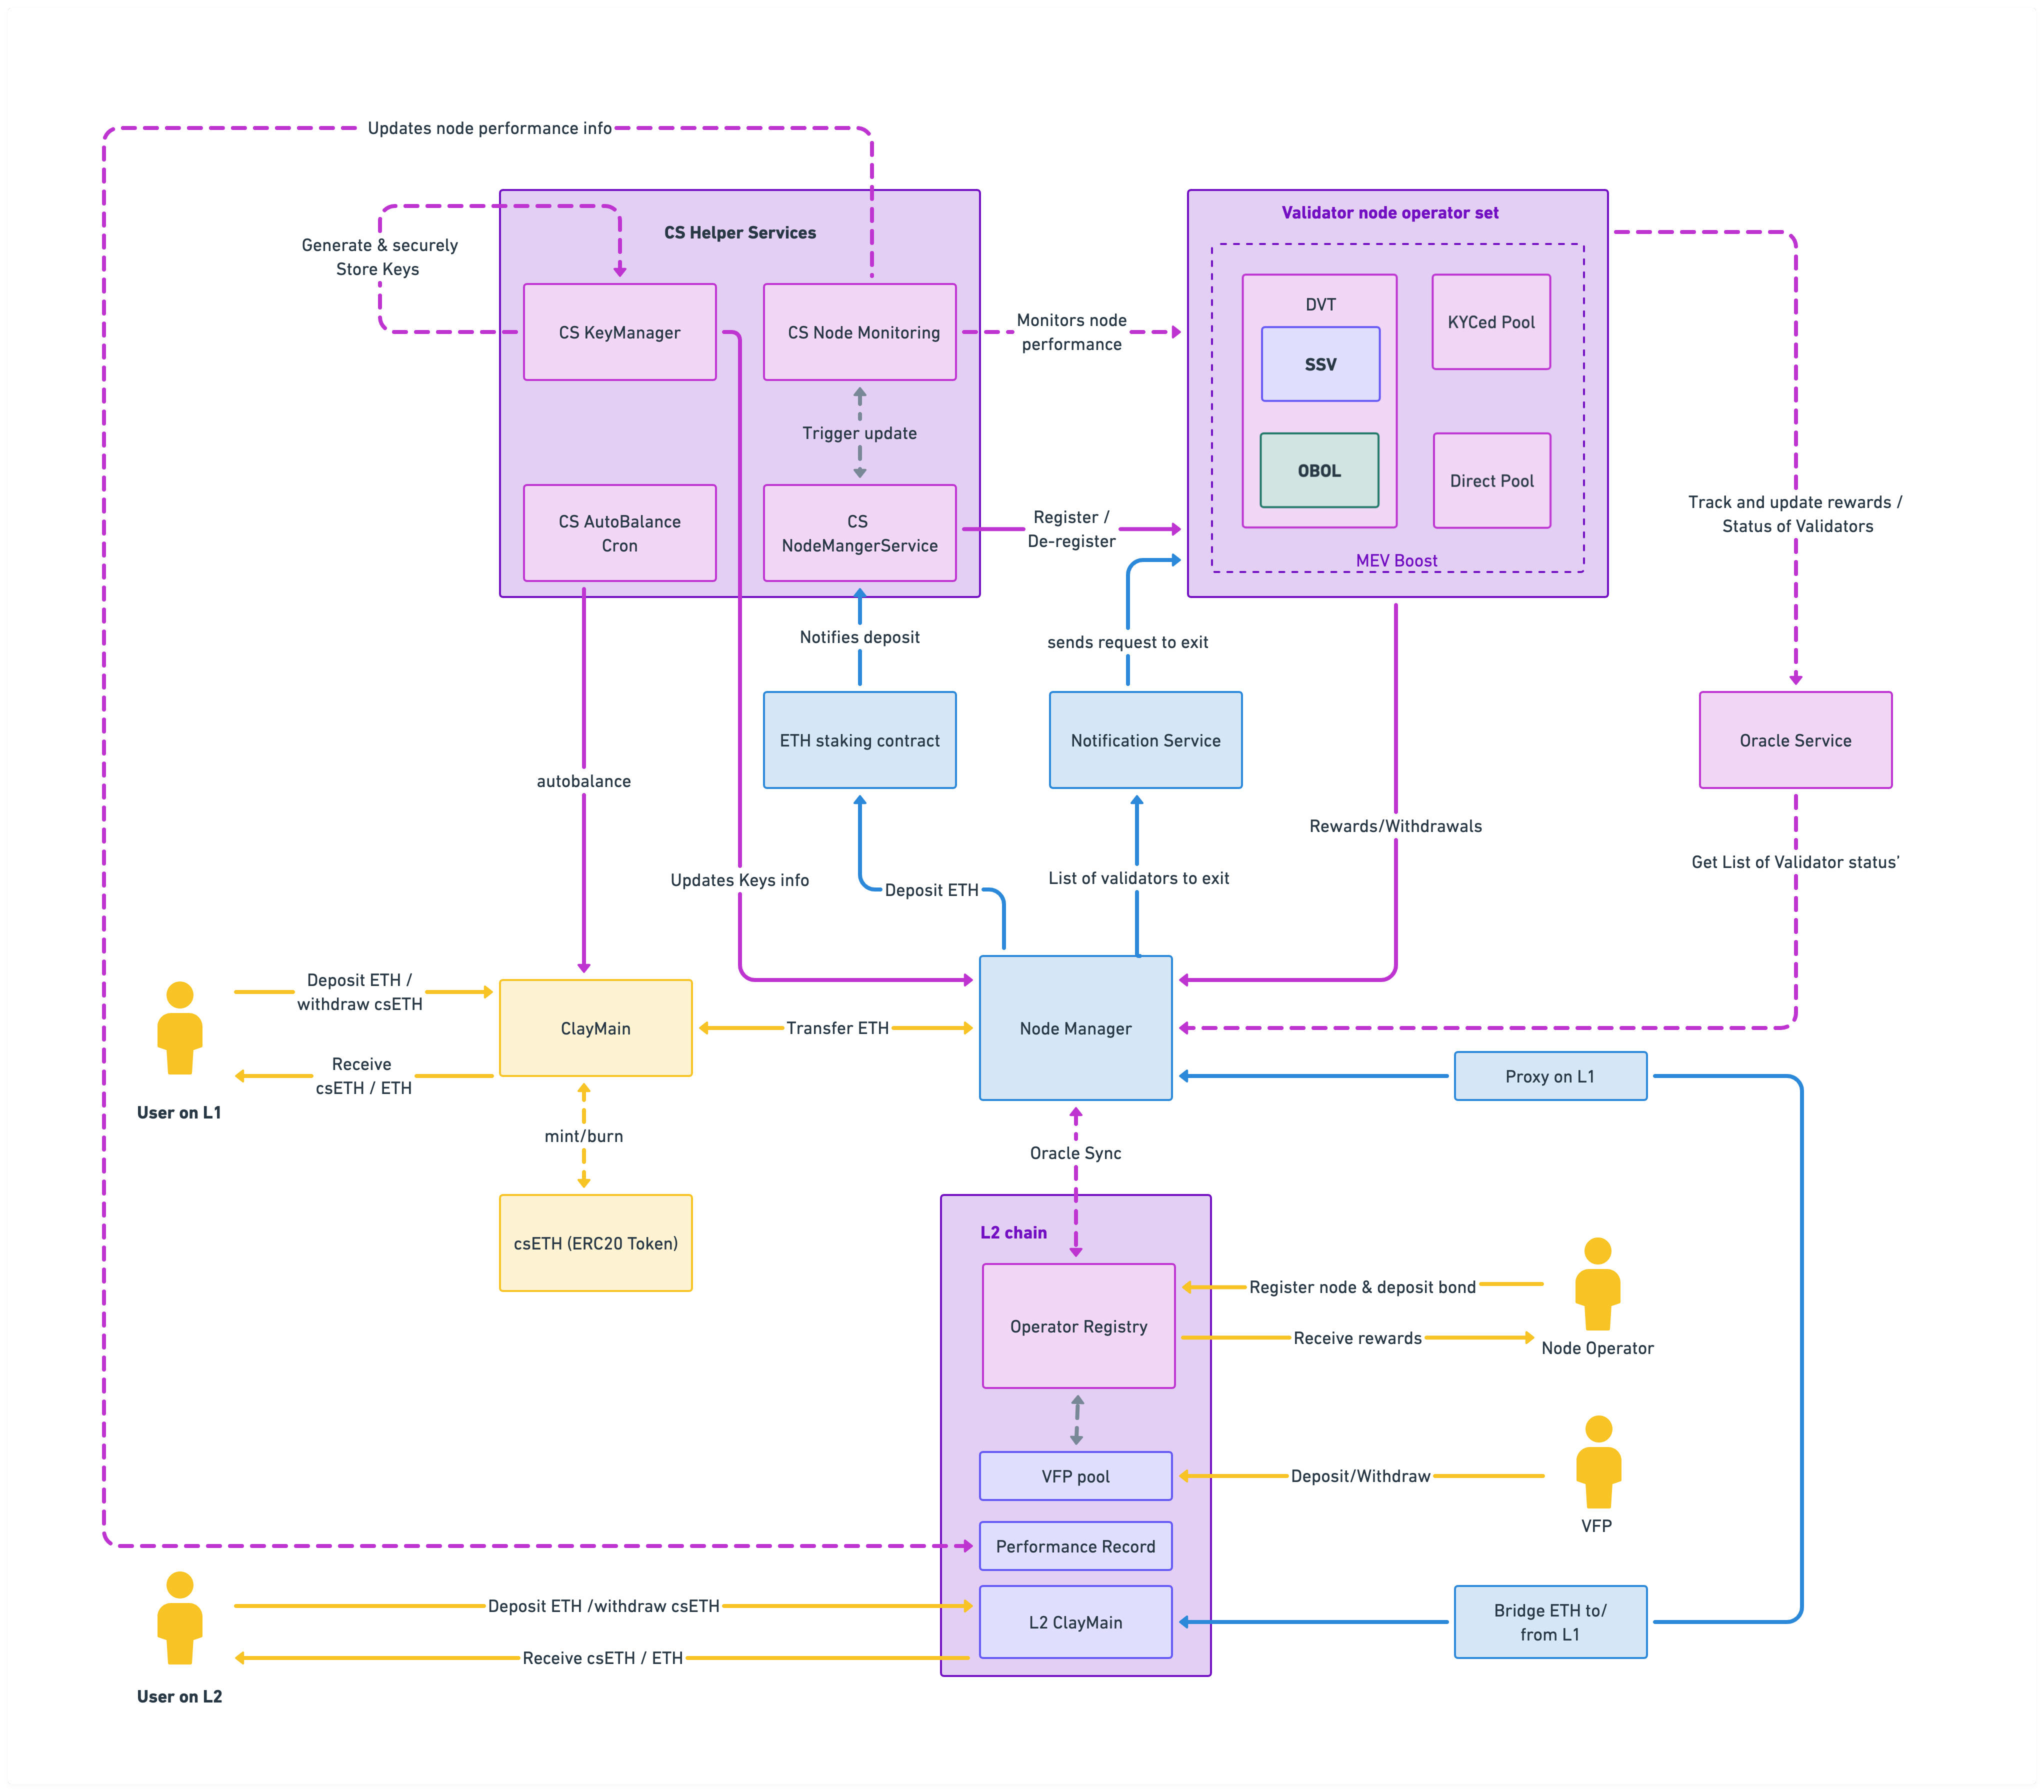 Updates node performance info
CS Helper Services
Validator node operator set
Generate & securely
Store Keys
CS KeyManager
CS Node Monitoring
Monitors node
performance
DVT
SSV
OBOL
KYCed Pool
Direct Pool
MEV Boost
Trigger update
CS AutoBalance
Cron
CS
NodeMangerService
Register /
De-register
Track and update rewards /
Status of Validators
Notifies deposit
sends request to exit
ETH staking contract
Notification Service
Oracle Service
autobalance
Rewards/Withdrawals
Get List of Validator status’
Updates Keys info
Deposit ETH
List of validators to exit
Deposit ETH /
withdraw csETH
Receive
csETH / ETH
User on L1
ClayMain
Transfer ETH
Node Manager
Proxy on L1
mint/burn
Oracle Sync
csETH (ERC20 Token)
L2 chain
Operator Registry
Register node & deposit bond
Receive rewards
Node Operator
VFP pool
Deposit/Withdraw
VFP
Performance Record
Deposit ETH /withdraw csETH
L2 ClayMain
Receive csETH / ETH
Bridge ETH to/
from L1
User on L2